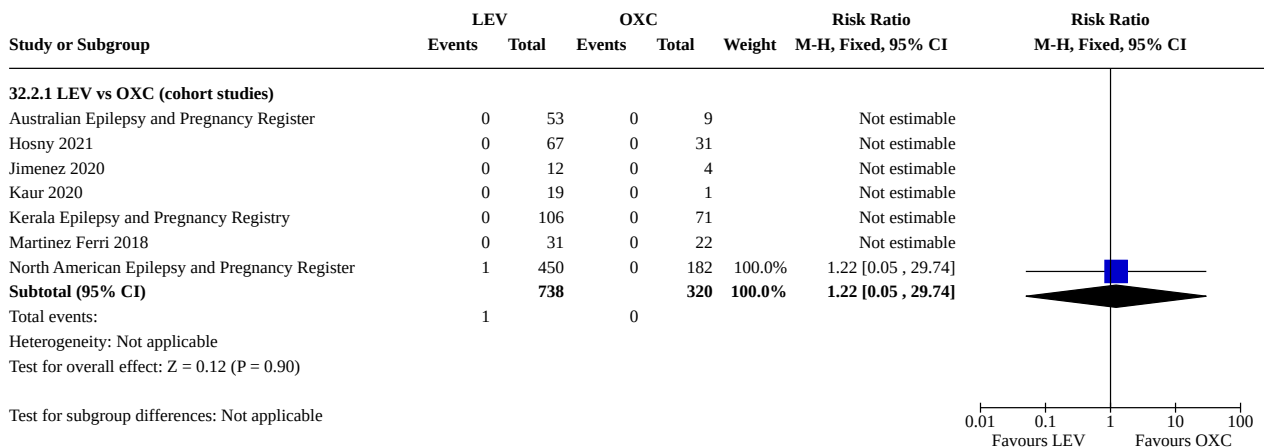 LEV OXC Risk Ratio Risk Ratio
Study or Subgroup Events Total Events Total Weight M-H, Fixed, 95% CI M-H, Fixed, 95% CI
32.2.1 LEV vs OXC (cohort studies)
Australian Epilepsy and Pregnancy Register 0 53 0 9 Not estimable
Hosny 2021 0 67 0 31 Not estimable
Jimenez 2020 0 12 0 4 Not estimable
Kaur 2020 0 19 0 1 Not estimable
Kerala Epilepsy and Pregnancy Registry 0 106 0 71 Not estimable
Martinez Ferri 2018 0 31 0 22 Not estimable
North American Epilepsy and Pregnancy Register 1 450 0 182 100.0% 1.22 [0.05 , 29.74]
Subtotal (95% CI) 738 320 100.0% 1.22 [0.05 , 29.74]
Total events: 1 0
Heterogeneity: Not applicable
Test for overall effect: Z = 0.12 (P = 0.90)
Test for subgroup differences: Not applicable
0.01 0.1 1 10 100
Favours LEV Favours OXC